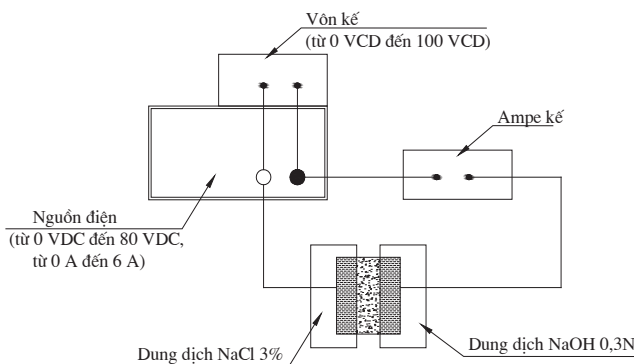 Vôn kế
(từ 0 VCD đến 100 VCD)
Ampe kế
Nguồn điện
(từ 0 VDC đến 80 VDC,
từ 0 A đến 6 A)
Dung dịch NaCl 3%
Dung dịch NaOH 0,3N